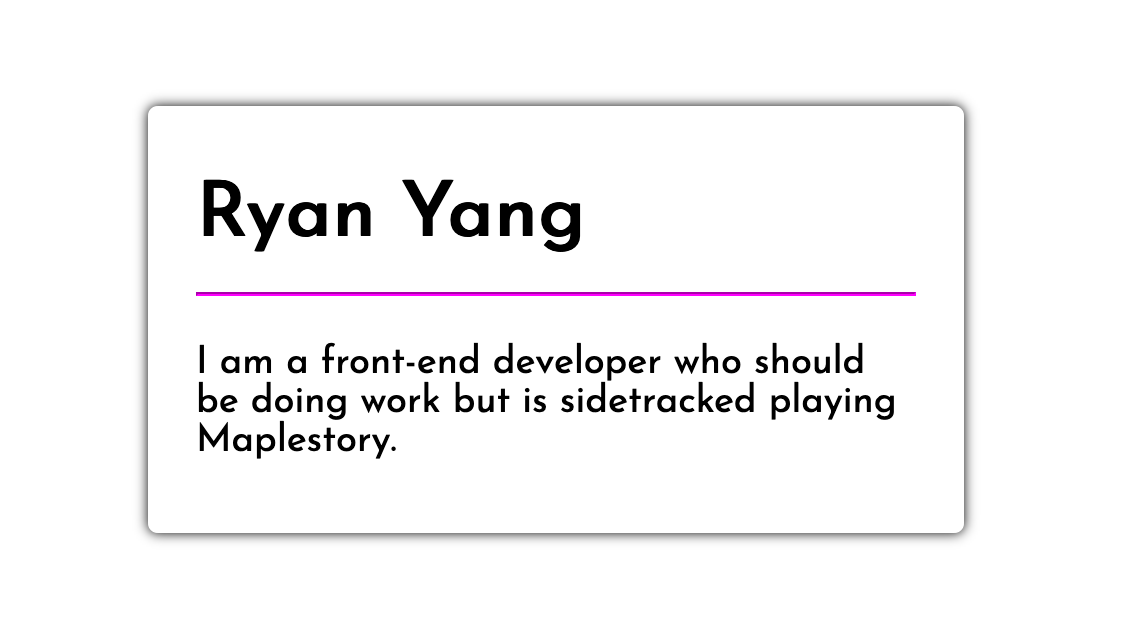 Ryan Yang
I am a front-end developer who should
be doing work but is sidetracked playing
Maplestory.